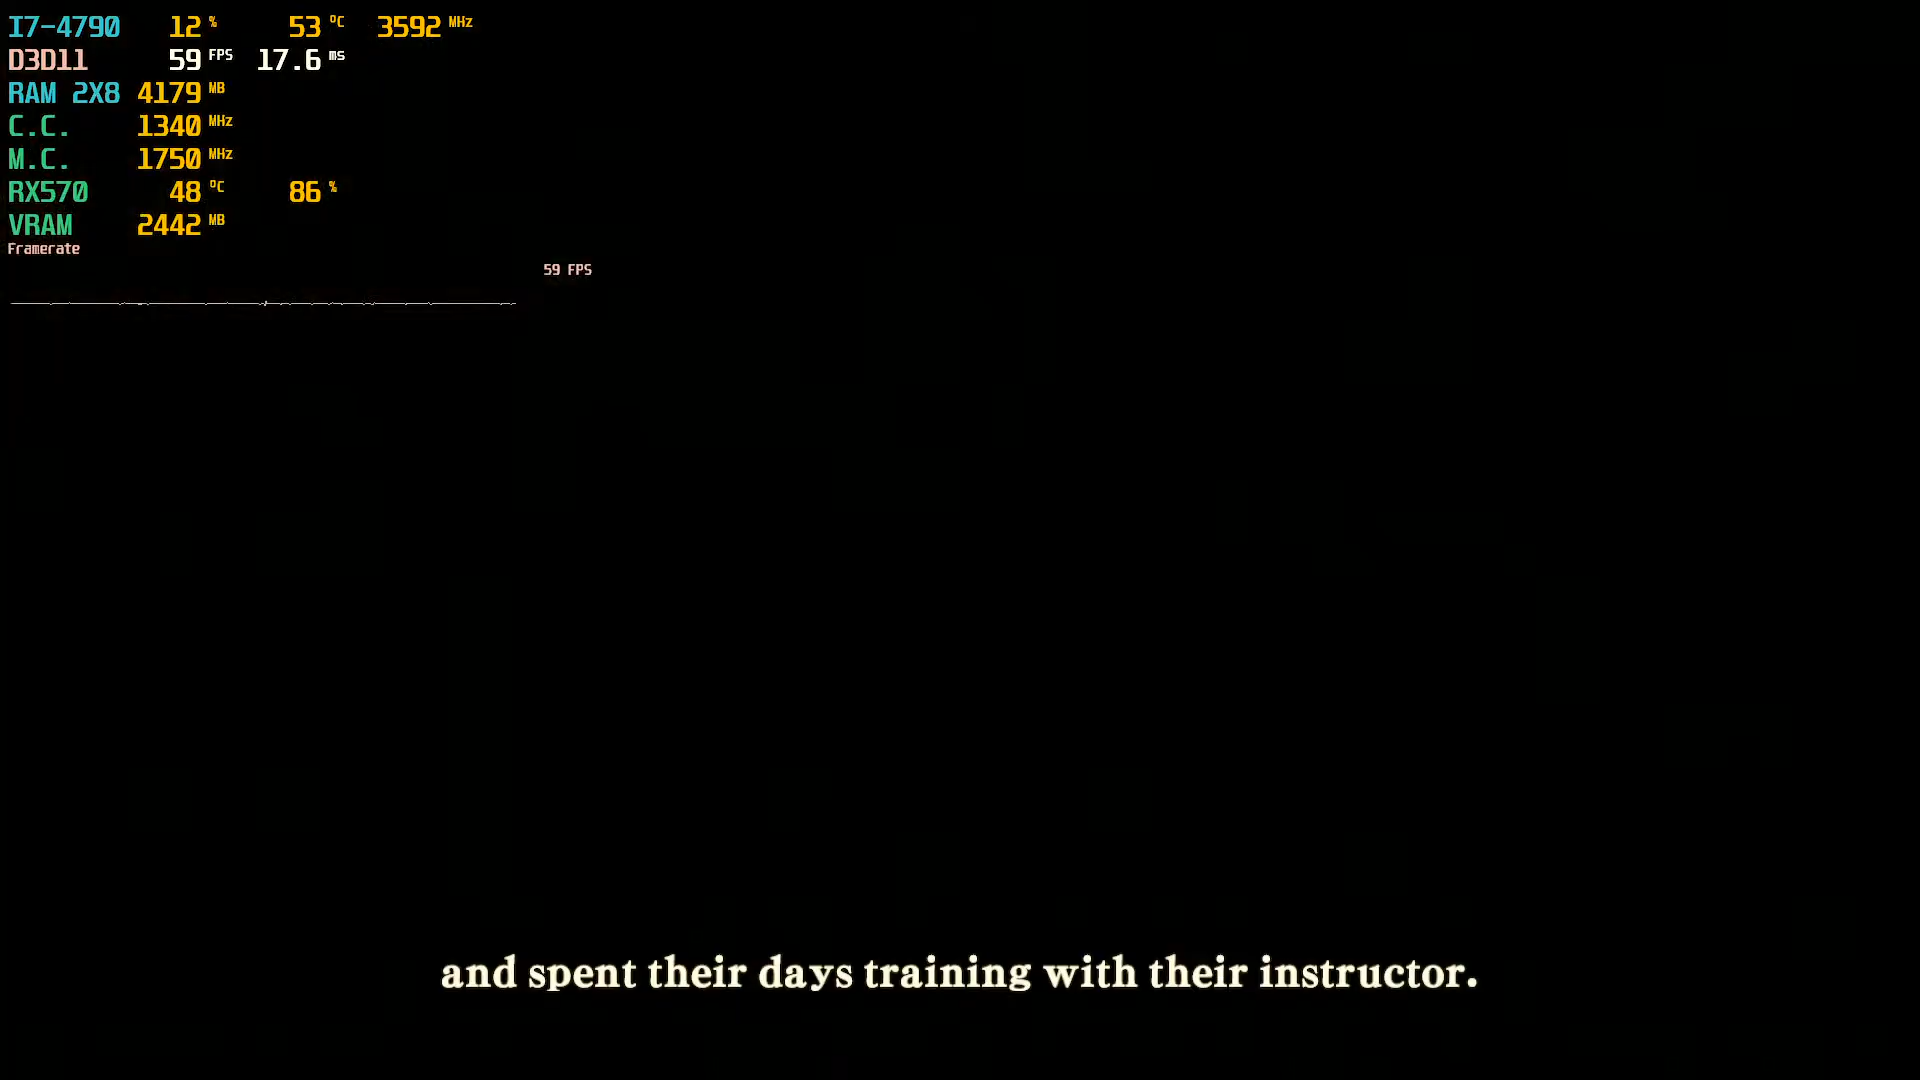 I7-4790 12 % 53 °C 3592 MHz
D3D11 59 FPS 17.6 ms
RAM 2X8 4179 MB
C.C. 1340 MHz
M.C. 1750 MHz
RX570 48 °C 86 %
VRAM 2442 MB
Framerate
59 FPS
and spent their days training with their instructor.